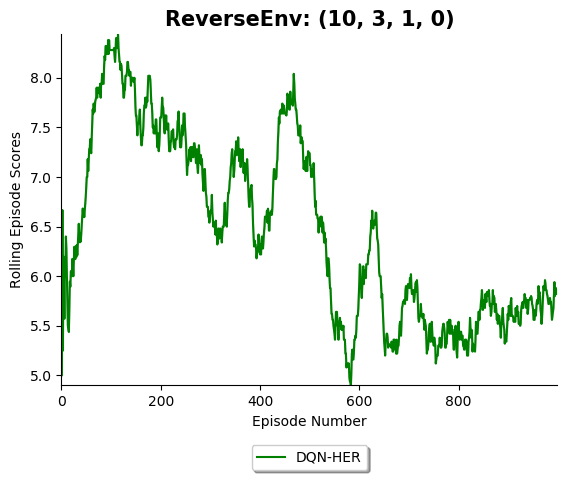 ReverseEnv: (10, 3, 1, 0)
Rolling Episode Scores
8.0
7.5
7.0
6.5
6.0
5.5
5.0
0 200 400 600 800
Episode Number
DQN-HER